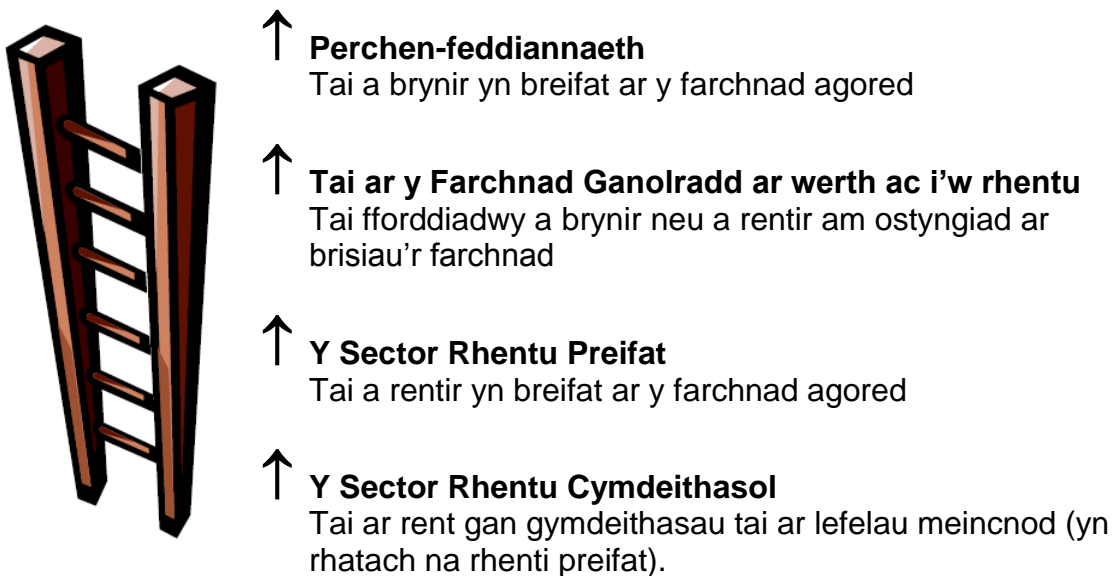 ↑ Perchen-feddiannaeth
Tai a brynir yn breifat ar y farchnad agored
↑ Tai ar y Farchnad Ganolradd ar werth ac i’w rhentu
Tai fforddiadwy a brynir neu a rentir am ostyngiad ar
brisiau’r farchnad
↑ Y Sector Rhentu Preifat
Tai a rentir yn breifat ar y farchnad agored
↑ Y Sector Rhentu Cymdeithasol
Tai ar rent gan gymdeithasau tai ar lefelau meincnod (yn
rhatach na rhenti preifat).